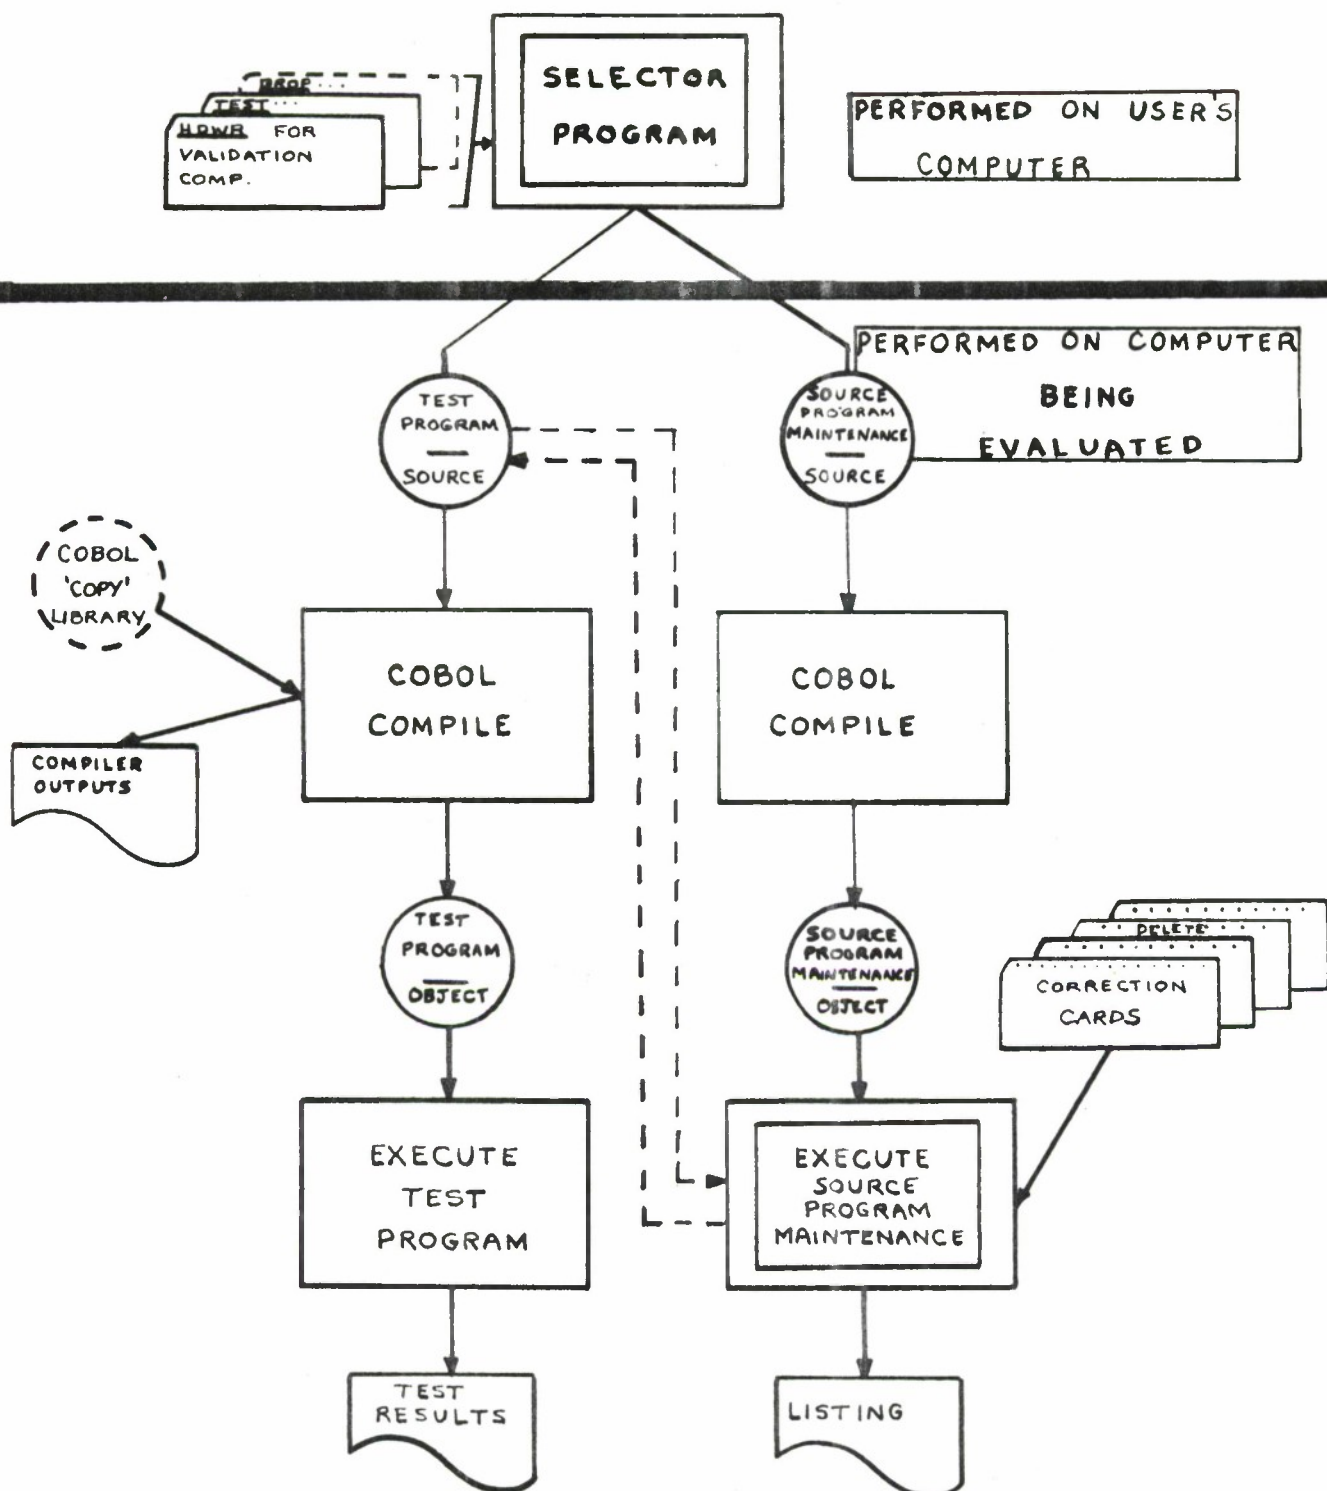 SELECTOR
PROGRAM
DROP ...
TEST ...
HDWR FOR
VALIDATION
COMP.
PERFORMED ON USER'S
COMPUTER
PERFORMED ON COMPUTER
BEING
EVALUATED
TEST
PROGRAM
SOURCE
SOURCE
PROGRAM
MAINTENANCE
SOURCE
COBOL
'COPY'
LIBRARY
COBOL
COMPILE
COBOL
COMPILE
COMPILER
OUTPUTS
TEST
PROGRAM
OBJECT
SOURCE
PROGRAM
MAINTENANCE
OBJECT
DELETE
CORRECTION
CARDS
EXECUTE
TEST
PROGRAM
EXECUTE
SOURCE
PROGRAM
MAINTENANCE
TEST
RESULTS
LISTING